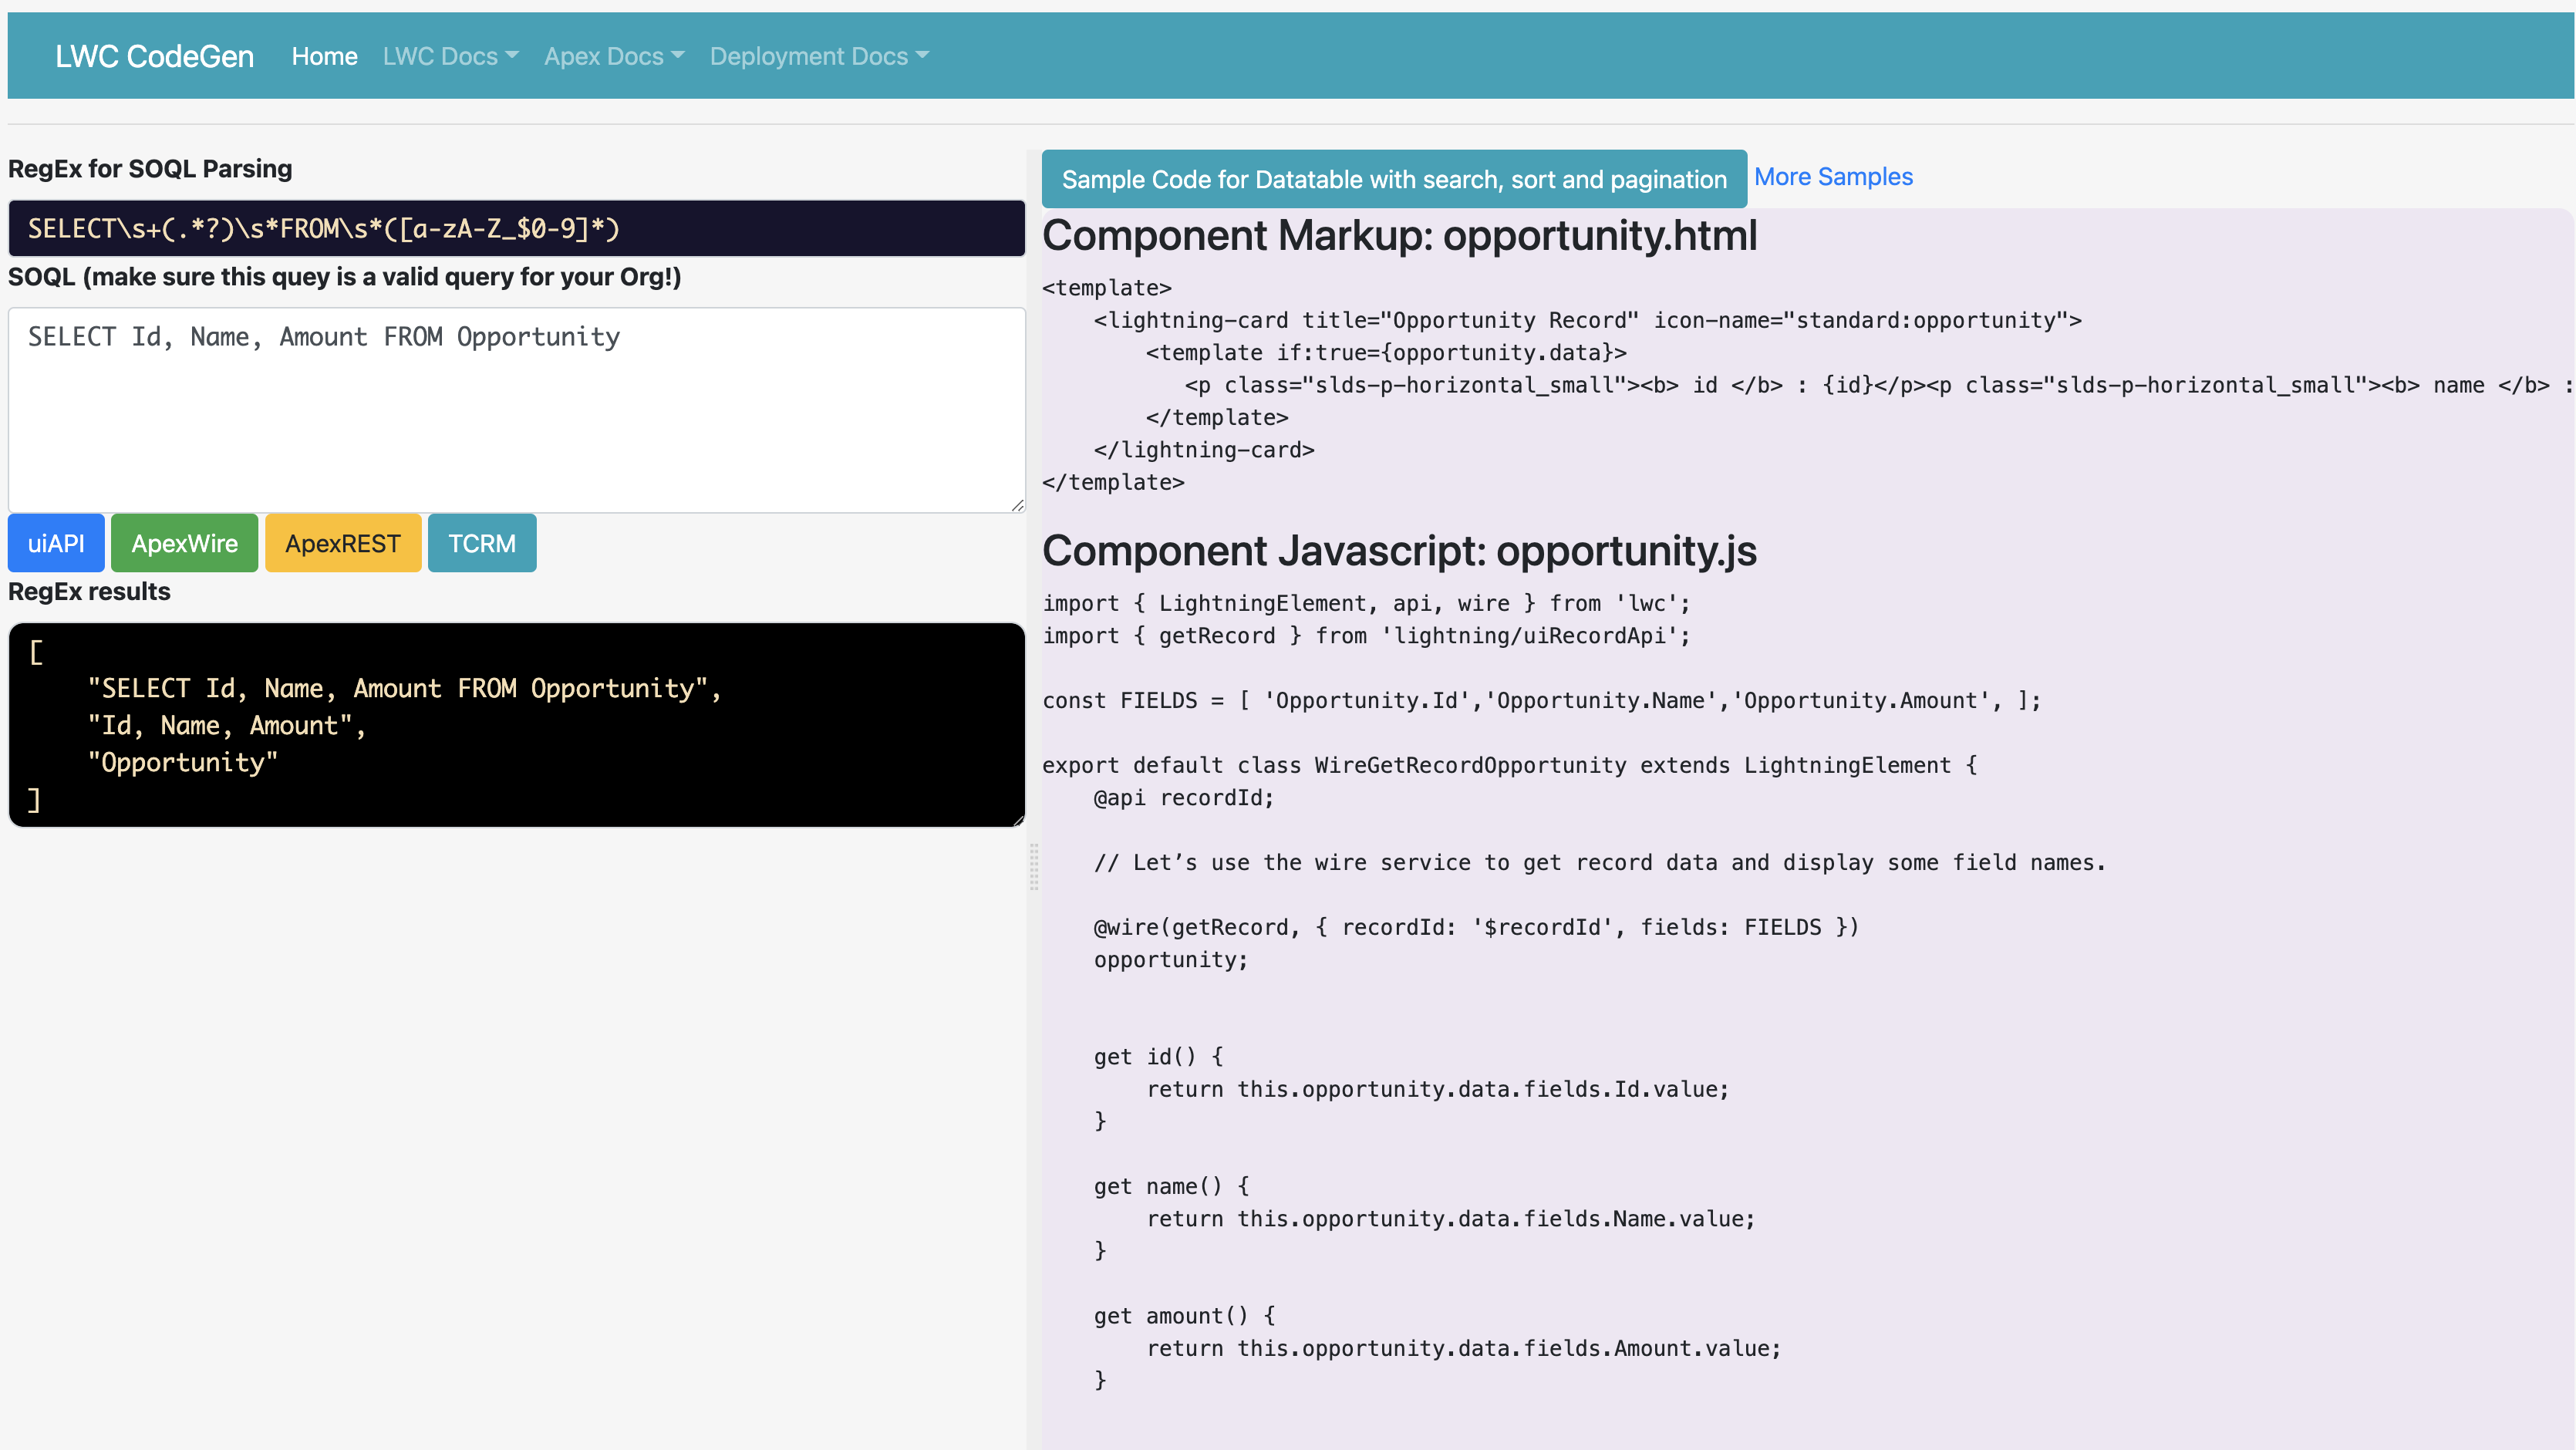 LWC CodeGen Home LWC Docs Apex Docs Deployment Docs
RegEx for SOQL Parsing
SELECT\s+(.*?)\s*FROM\s*([a-zA-Z_$0-9]*)
SOQL (make sure this quey is a valid query for your Org!)
SELECT Id, Name, Amount FROM Opportunity
uiAPI ApexWire ApexREST TCRM
RegEx results
[
    "SELECT Id, Name, Amount FROM Opportunity",
    "Id, Name, Amount",
    "Opportunity"
]
Sample Code for Datatable with search, sort and pagination More Samples
Component Markup: opportunity.html
<template>
    <lightning-card title="Opportunity Record" icon-name="standard:opportunity">
        <template if:true={opportunity.data}>
           <p class="slds-p-horizontal_small"><b> id </b> : {id}</p><p class="slds-p-horizontal_small"><b> name </b> :
        </template>
    </lightning-card>
</template>
Component Javascript: opportunity.js
import { LightningElement, api, wire } from 'lwc';
import { getRecord } from 'lightning/uiRecordApi';
const FIELDS = [ 'Opportunity.Id','Opportunity.Name','Opportunity.Amount', ];
export default class WireGetRecordOpportunity extends LightningElement {
    @api recordId;
    // Let’s use the wire service to get record data and display some field names.
    @wire(getRecord, { recordId: '$recordId', fields: FIELDS })
    opportunity;
    get id() {
        return this.opportunity.data.fields.Id.value;
    }
    get name() {
        return this.opportunity.data.fields.Name.value;
    }
    get amount() {
        return this.opportunity.data.fields.Amount.value;
    }